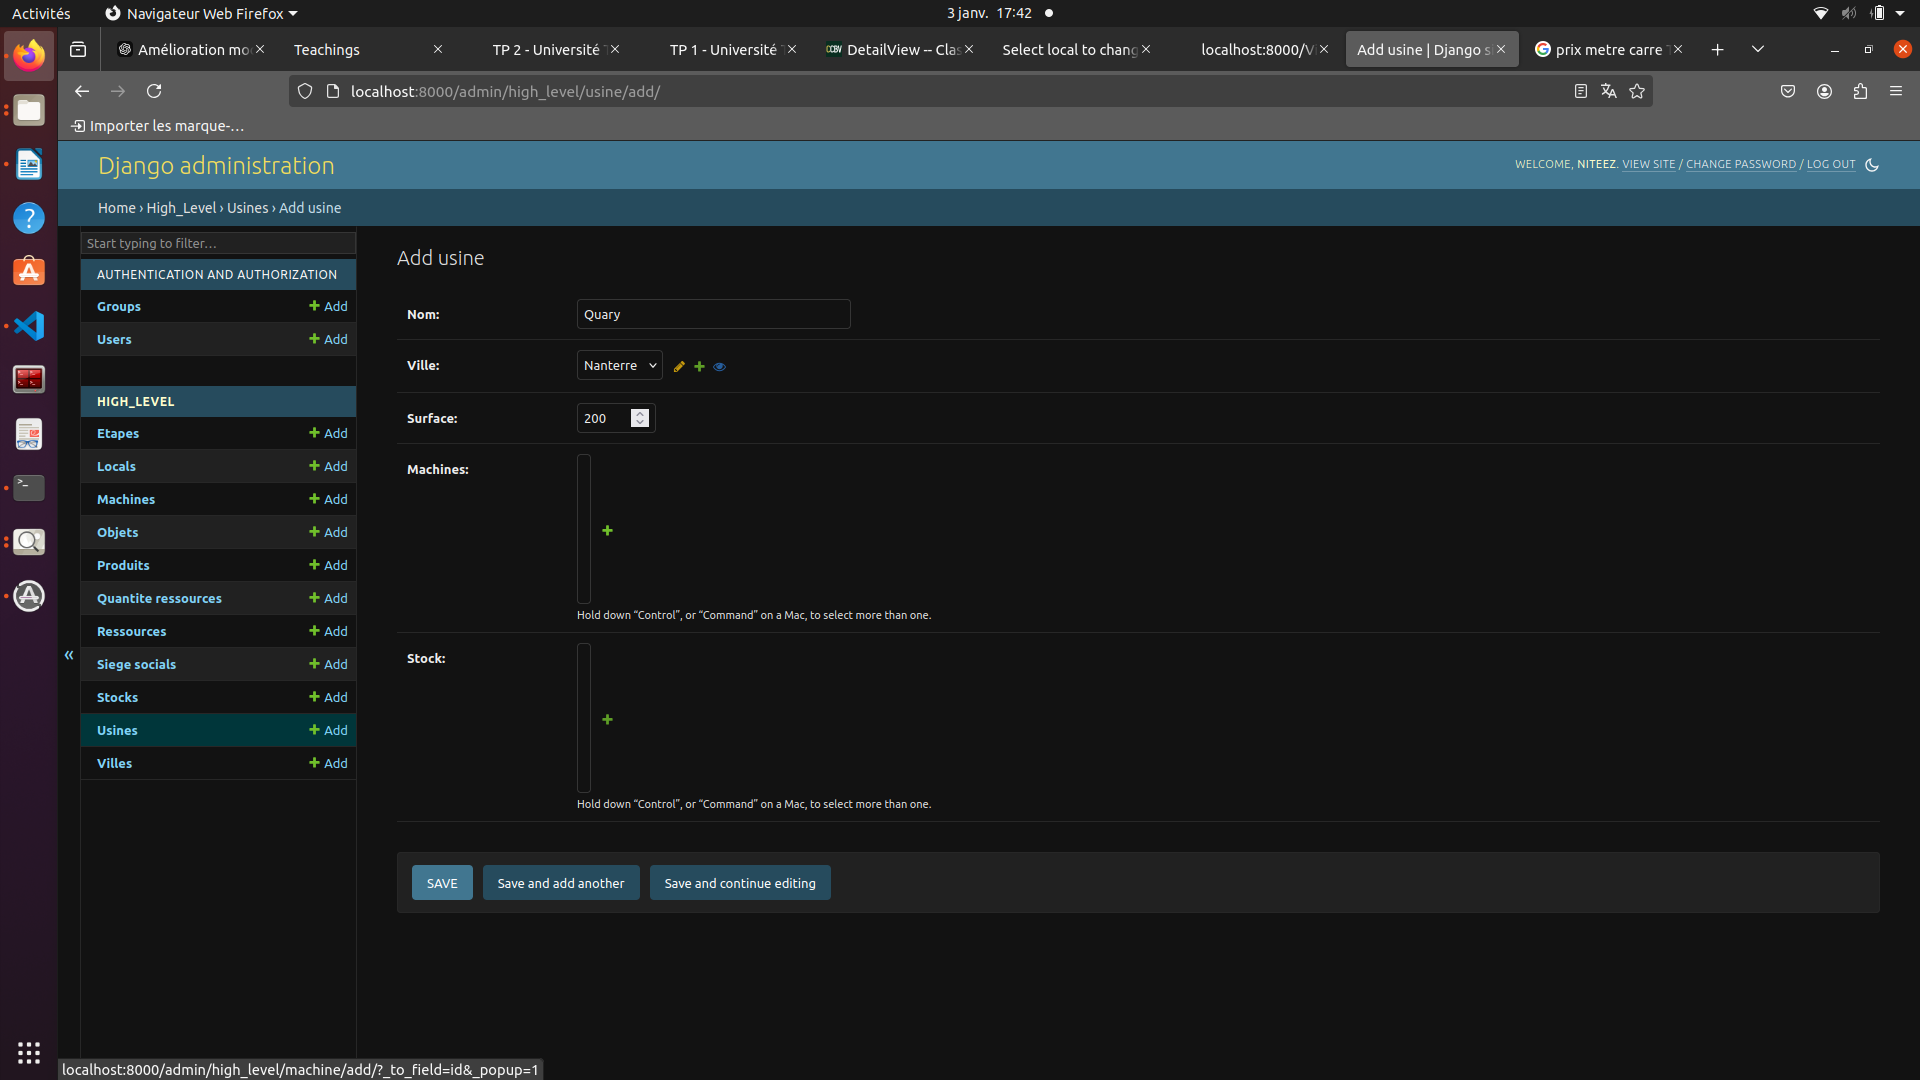 Activités
Navigateur Web Firefox
3 janv. 17:42
Amélioration mo
Teachings
TP 2 - Université
TP 1 - Université
CCBV
DetailView -- Clas
Select local to chang
localhost:8000/V
Add usine | Django si
prix metre carre
localhost:8000/admin/high_level/usine/add/
Importer les marque-…
Django administration
WELCOME, NITEEZ. VIEW SITE / CHANGE PASSWORD / LOG OUT
Home › High_Level › Usines › Add usine
Start typing to filter…
AUTHENTICATION AND AUTHORIZATION
Groups Add
Users Add
HIGH_LEVEL
Etapes Add
Locals Add
Machines Add
Objets Add
Produits Add
Quantite ressources Add
Ressources Add
Siege socials Add
Stocks Add
Usines Add
Villes Add
«
Add usine
Nom: Quary
Ville: Nanterre
Surface: 200
Machines:
Hold down “Control”, or “Command” on a Mac, to select more than one.
Stock:
Hold down “Control”, or “Command” on a Mac, to select more than one.
SAVE
Save and add another
Save and continue editing
localhost:8000/admin/high_level/machine/add/?_to_field=id&_popup=1